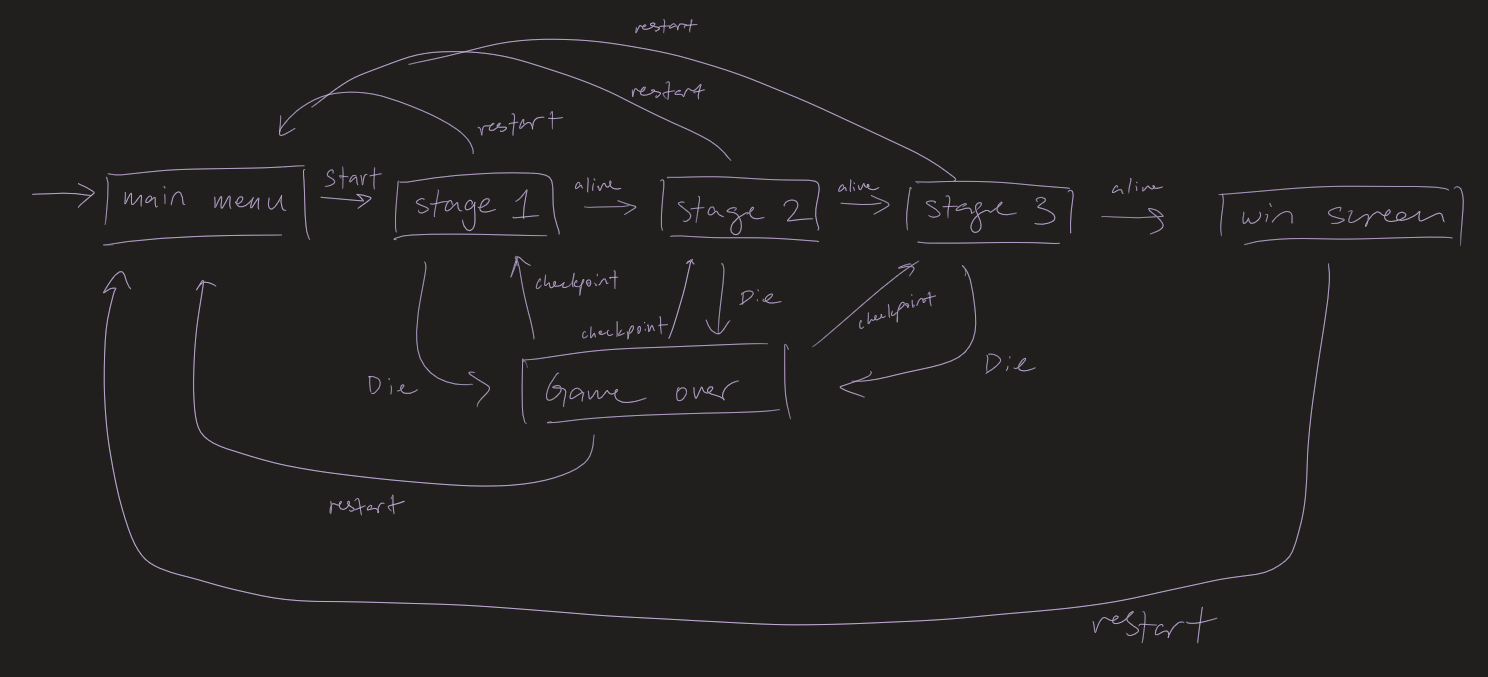 restart
restart
restart
main menu
start
stage 1
alive
stage 2
alive
stage 3
alive
win screen
checkpoint
checkpoint
Die
checkpoint
Die
Game over
Die
restart
restart